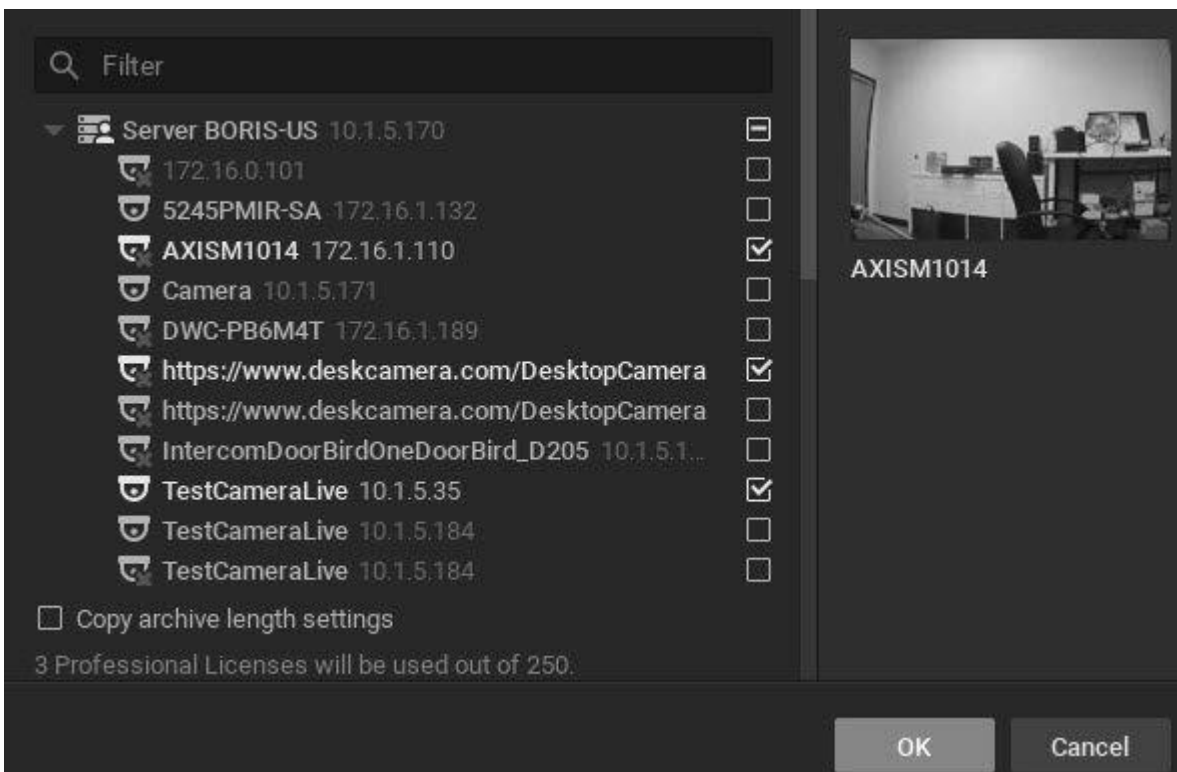 Filter
Server BORIS-US 10.1.5.170
172.16.0.101
5245PMIR-SA 172.16.1.132
AXISM1014 172.16.1.110
Camera 10.1.5.171
DWC-PB6M4T 172.16.1.189
https://www.deskcamera.com/DesktopCamera
https://www.deskcamera.com/DesktopCamera
IntercomDoorBirdOneDoorBird_D205 10.1.5.1...
TestCameraLive 10.1.5.35
TestCameraLive 10.1.5.184
TestCameraLive 10.1.5.184
Copy archive length settings
3 Professional Licenses will be used out of 250.
AXISM1014
OK Cancel